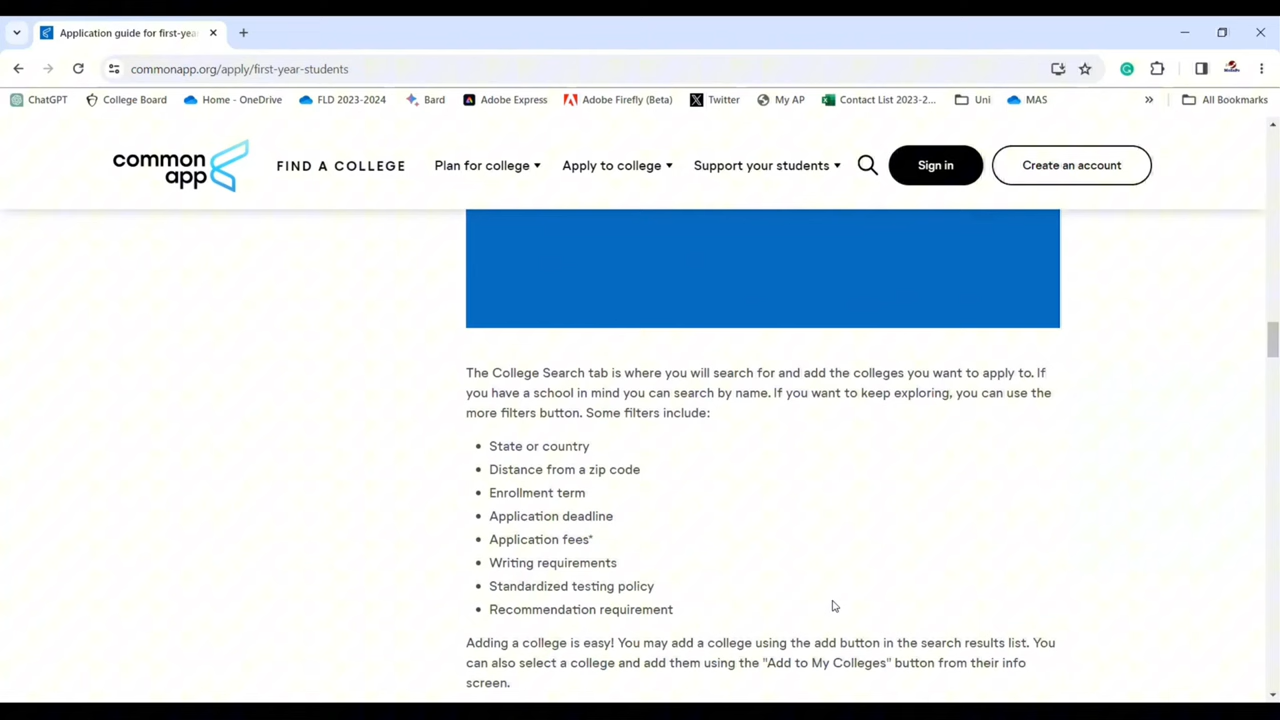 Application guide for first-yea
commonapp.org/apply/first-year-students
ChatGPT College Board Home - OneDrive FLD 2023-2024 Bard Adobe Express Adobe Firefly (Beta) Twitter My AP Contact List 2023-2... Uni MAS » All Bookmarks
common app
FIND A COLLEGE Plan for college Apply to college Support your students Sign in Create an account
The College Search tab is where you will search for and add the colleges you want to apply to. If
you have a school in mind you can search by name. If you want to keep exploring, you can use the
more filters button. Some filters include:
• State or country
• Distance from a zip code
• Enrollment term
• Application deadline
• Application fees*
• Writing requirements
• Standardized testing policy
• Recommendation requirement
Adding a college is easy! You may add a college using the add button in the search results list. You
can also select a college and add them using the "Add to My Colleges" button from their info
screen.